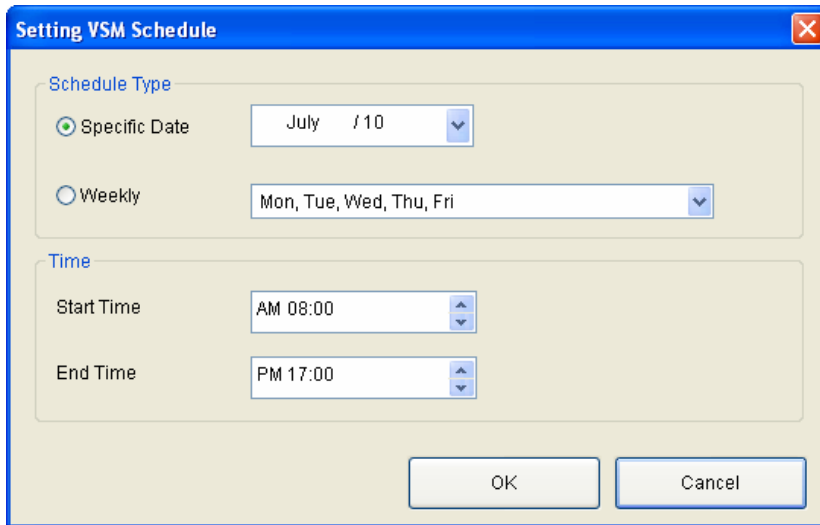 Setting VSM Schedule
Schedule Type
Specific Date July / 10
Weekly Mon, Tue, Wed, Thu, Fri
Time
Start Time AM 08:00
End Time PM 17:00
OK Cancel